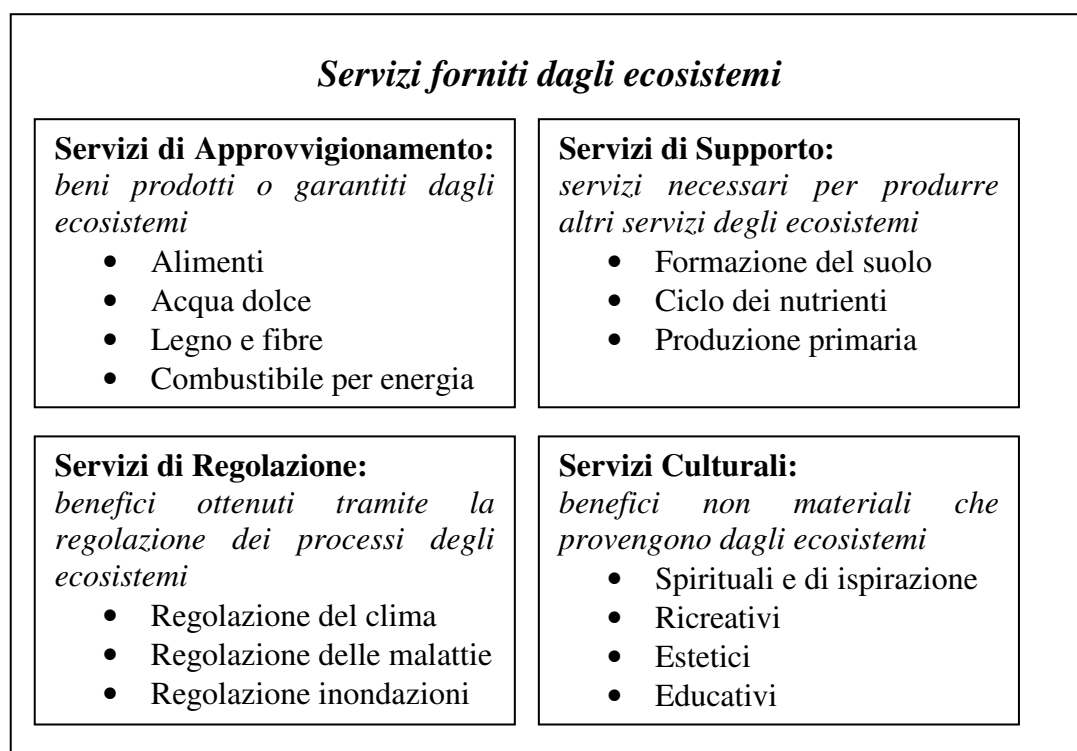 Servizi forniti dagli ecosistemi
Servizi di Approvvigionamento:
beni prodotti o garantiti dagli
ecosistemi
• Alimenti
• Acqua dolce
• Legno e fibre
• Combustibile per energia
Servizi di Supporto:
servizi necessari per produrre
altri servizi degli ecosistemi
• Formazione del suolo
• Ciclo dei nutrienti
• Produzione primaria
Servizi di Regolazione:
benefici ottenuti tramite la
regolazione dei processi degli
ecosistemi
• Regolazione del clima
• Regolazione delle malattie
• Regolazione inondazioni
Servizi Culturali:
benefici non materiali che
provengono dagli ecosistemi
• Spirituali e di ispirazione
• Ricreativi
• Estetici
• Educativi